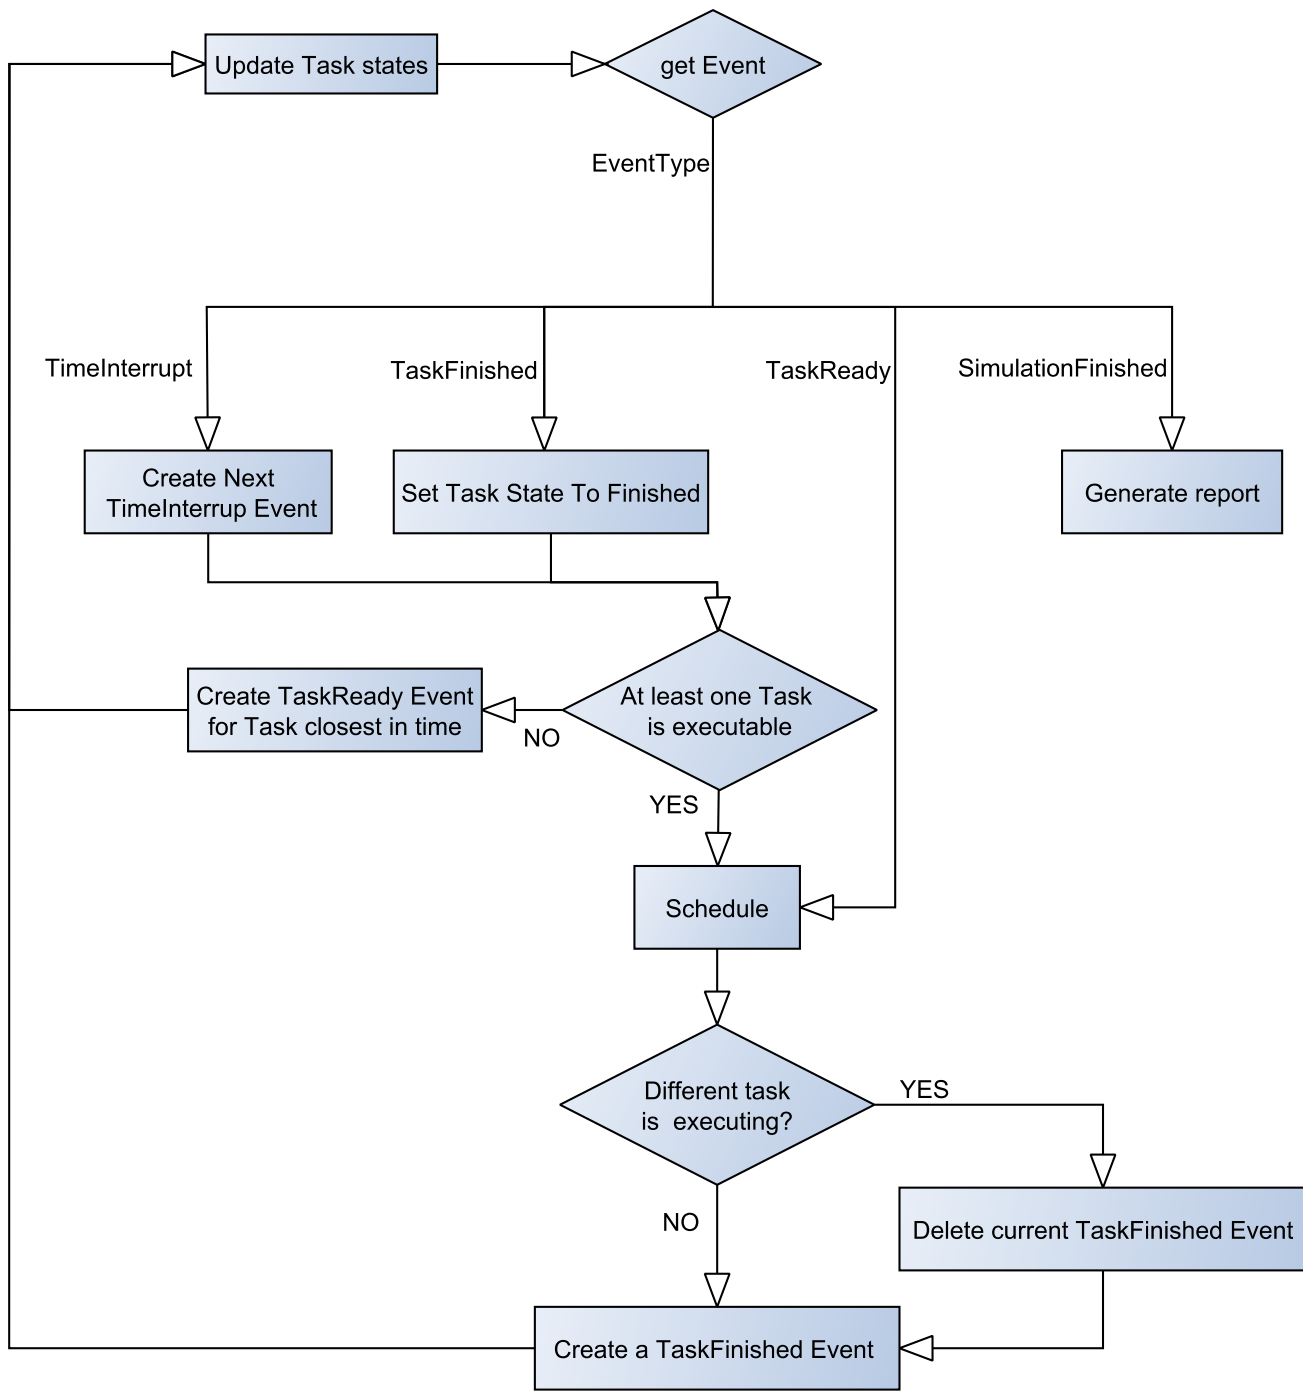 Update Task states
get Event
EventType
TimeInterrupt
TaskFinished
TaskReady
SimulationFinished
Create Next
TimeInterrup Event
Set Task State To Finished
Generate report
At least one Task
is executable
Create TaskReady Event
for Task closest in time
NO
YES
Schedule
Different task
is  executing?
YES
NO
Delete current TaskFinished Event
Create a TaskFinished Event